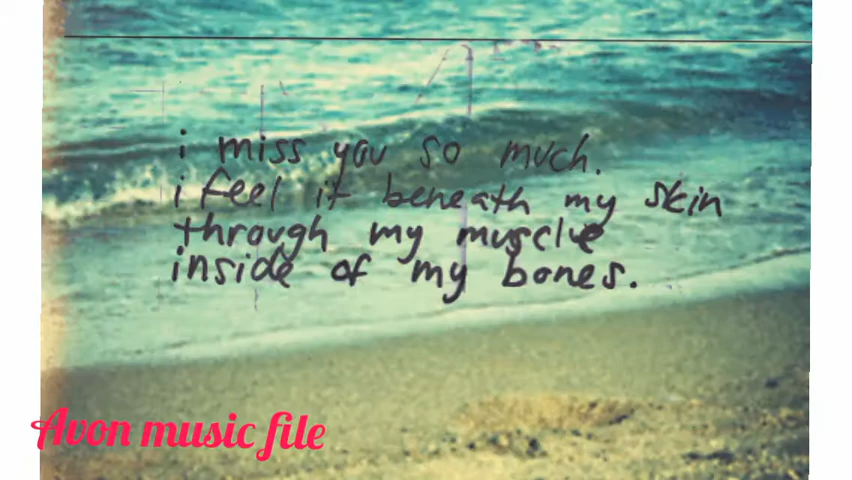 i miss you so much.
i feel it beneath my skin
through my muscle
inside of my bones.
Avon music file